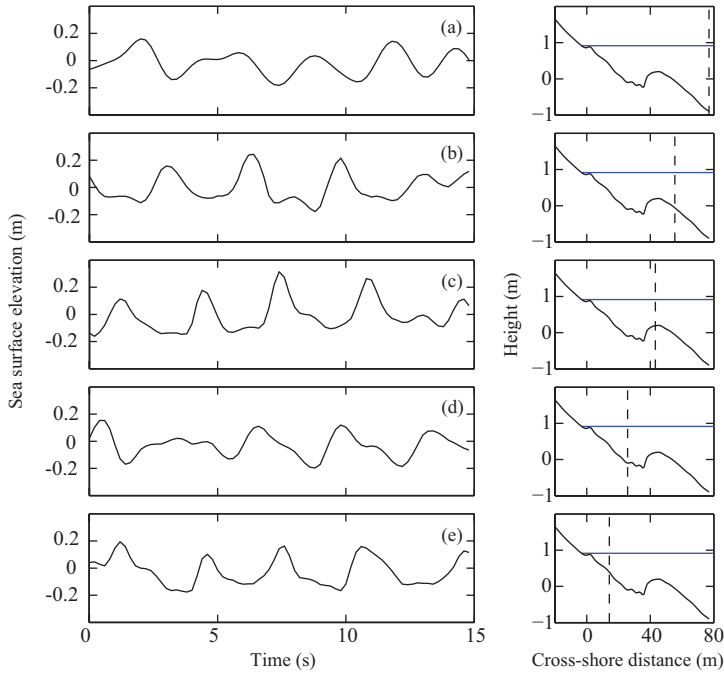 0.2
0
-0.2
(a)
1
0
−1
0.2
0
-0.2
(b)
1
0
−1
0.2
0
-0.2
(c)
1
0
−1
0.2
0
-0.2
(d)
1
0
−1
0.2
0
-0.2
(e)
1
0
−1
Sea surface elevation (m)
Height (m)
0 5 10 15
0 40 80
Time (s)
Cross-shore distance (m)